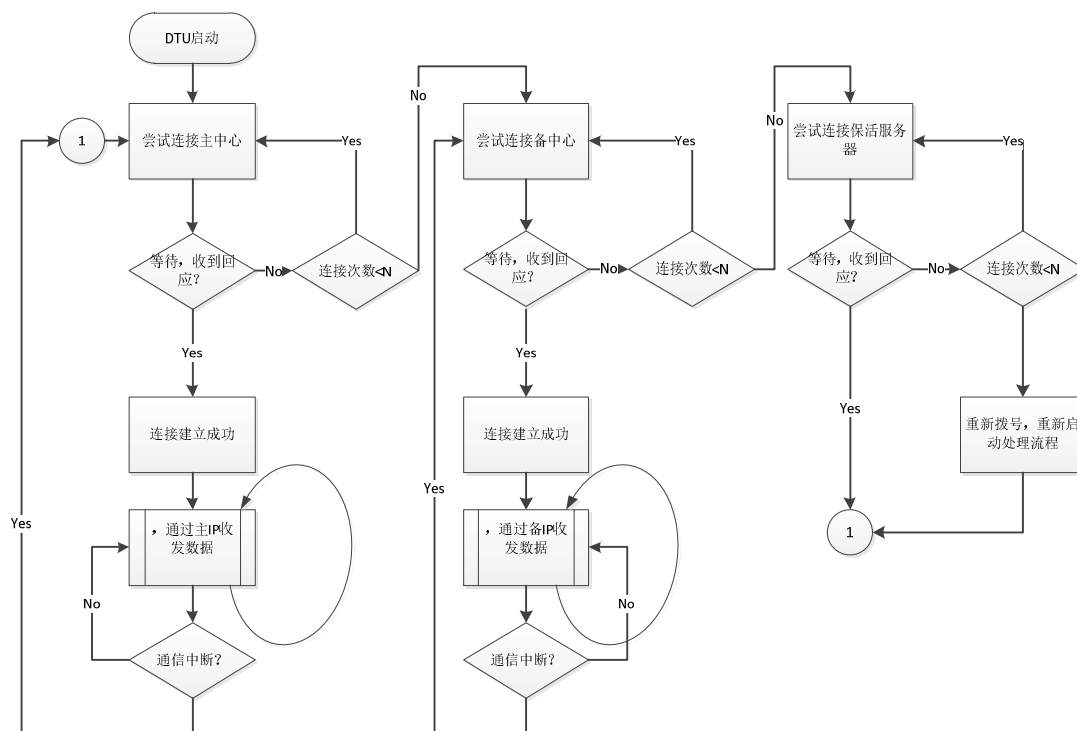 DTU启动
尝试连接主中心
1
等待，收到回
应？
No
连接次数<N
Yes
No
Yes
连接建立成功
，通过主IP收
发数据
No
通信中断？
Yes
尝试连接备中心
等待，收到回
应？
No
连接次数<N
Yes
No
Yes
连接建立成功
，通过备IP收
发数据
No
通信中断？
Yes
尝试连接保活服务
器
等待，收到回
应？
No
连接次数<N
Yes
Yes
重新拨号，重新启
动处理流程
1